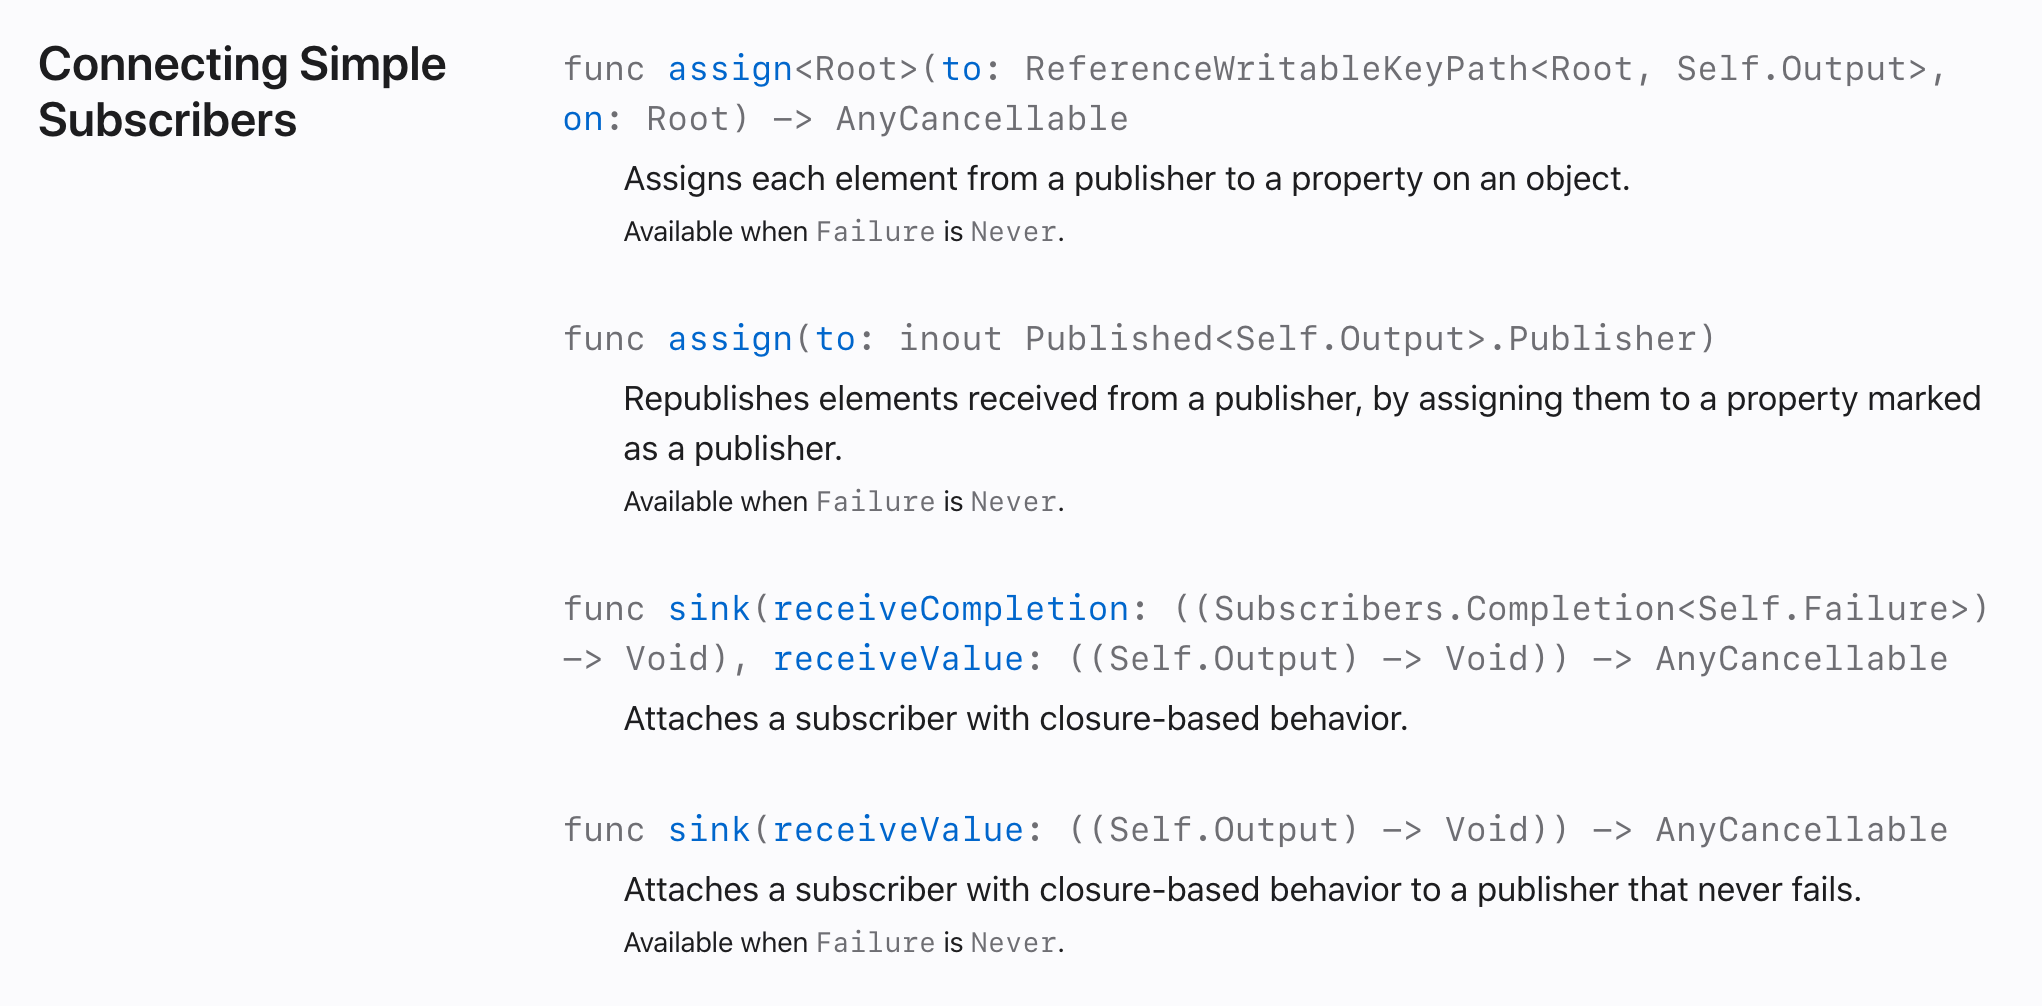 Connecting Simple
Subscribers
func assign<Root>(to: ReferenceWritableKeyPath<Root, Self.Output>,
on: Root) -> AnyCancellable
Assigns each element from a publisher to a property on an object.
Available when Failure is Never.
func assign(to: inout Published<Self.Output>.Publisher)
Republishes elements received from a publisher, by assigning them to a property marked
as a publisher.
Available when Failure is Never.
func sink(receiveCompletion: ((Subscribers.Completion<Self.Failure>)
-> Void), receiveValue: ((Self.Output) -> Void)) -> AnyCancellable
Attaches a subscriber with closure-based behavior.
func sink(receiveValue: ((Self.Output) -> Void)) -> AnyCancellable
Attaches a subscriber with closure-based behavior to a publisher that never fails.
Available when Failure is Never.